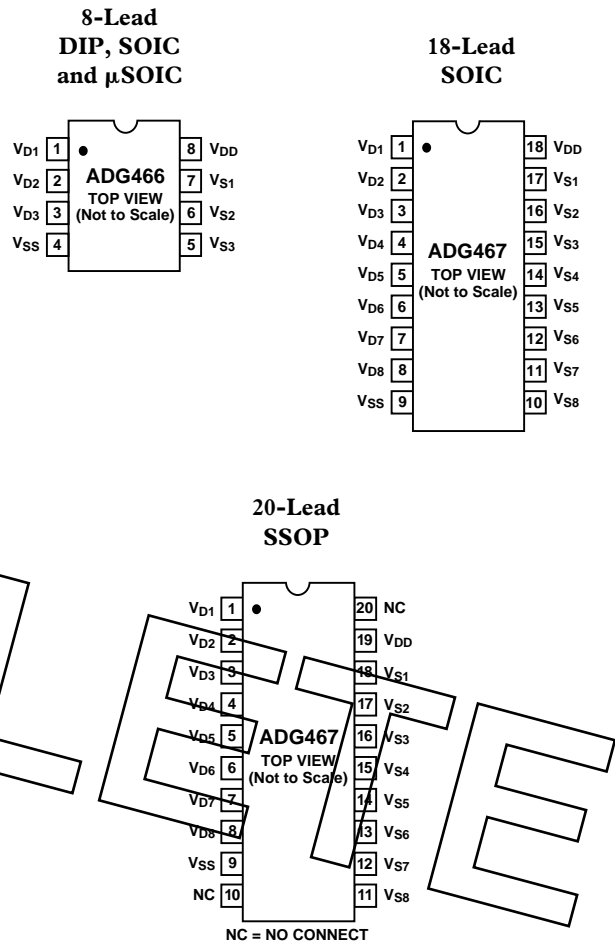 8-Lead
DIP, SOIC
and µSOIC
VD1 1 8 VDD
VD2 2 ADG466 7 VS1
TOP VIEW
VD3 3 (Not to Scale) 6 VS2
VSS 4 5 VS3
18-Lead
SOIC
VD1 1 18 VDD
VD2 2 17 VS1
VD3 3 16 VS2
VD4 4 ADG467 15 VS3
VD5 5 TOP VIEW 14 VS4
(Not to Scale)
VD6 6 13 VS5
VD7 7 12 VS6
VD8 8 11 VS7
VSS 9 10 VS8
20-Lead
SSOP
VD1 1 20 NC
VD2 2 19 VDD
VD3 3 18 VS1
VD4 4 17 VS2
VD5 5 ADG467 16 VS3
TOP VIEW
VD6 6 (Not to Scale) 15 VS4
VD7 7 14 VS5
VD8 8 13 VS6
VSS 9 12 VS7
NC 10 11 VS8
NC = NO CONNECT
LETE